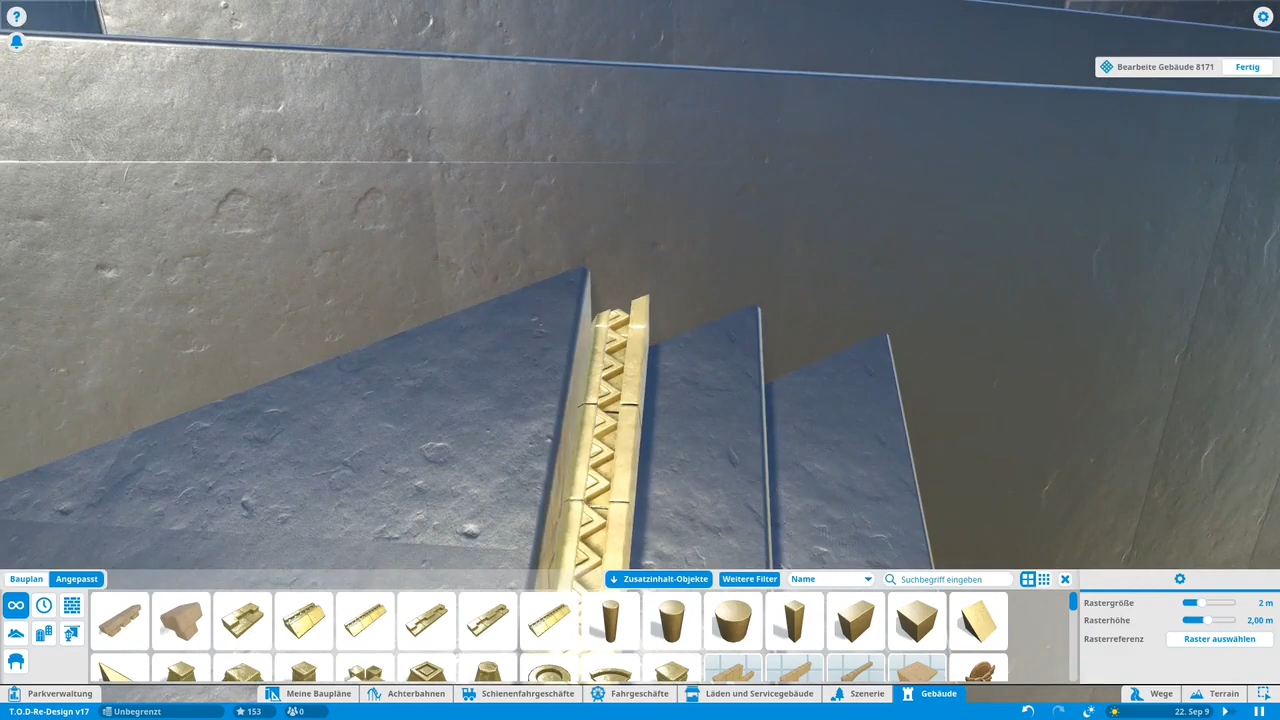 ?
Bearbeite Gebäude 8171 Fertig
Bauplan Angepasst
Zusatzinhalt-Objekte Weitere Filter Name Suchbegriff eingeben
Rastergröße 2 m
Rasterhöhe 2,00 m
Rasterreferenz Raster auswählen
Parkverwaltung Meine Baupläne Achterbahnen Schienenfahrgeschäfte Fahrgeschäfte Läden und Servicegebäude Szenerie Gebäude Wege Terrain
T.O.D-Re-Design v17 Unbegrenzt 153 0 22. Sep 9